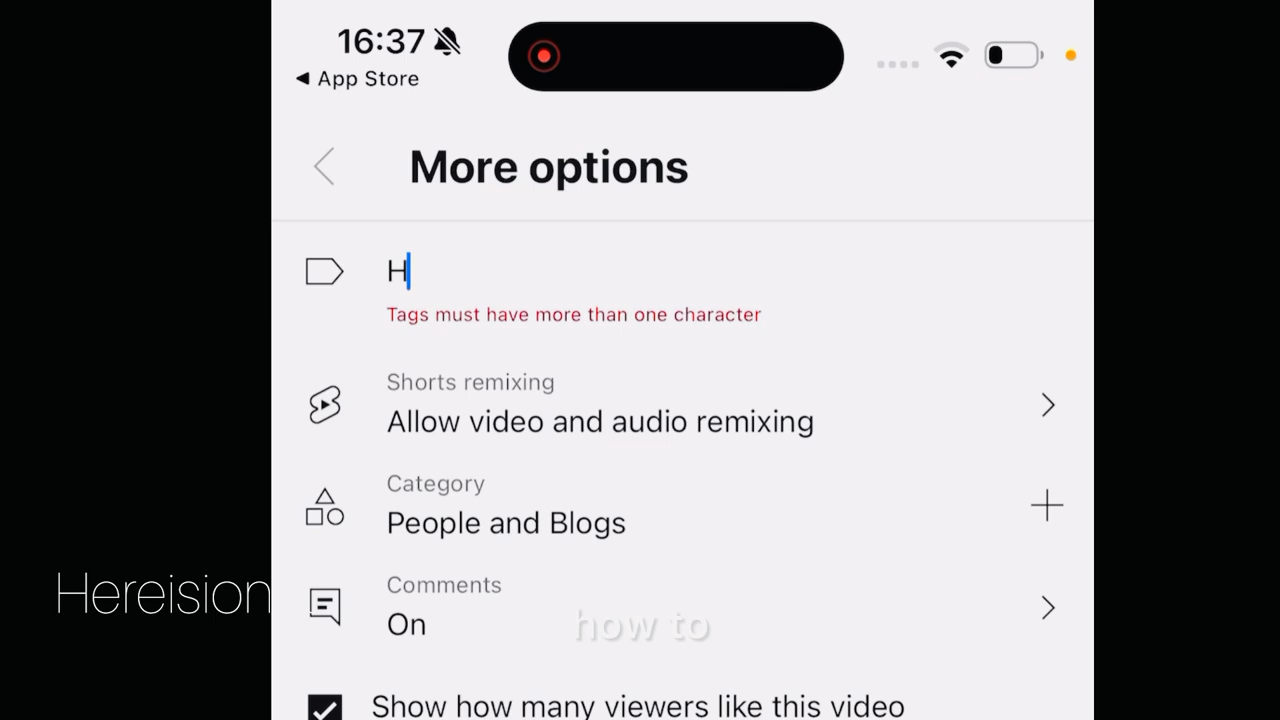 16:37
App Store
More options
H
Tags must have more than one character
Shorts remixing
Allow video and audio remixing
Category
People and Blogs
Comments
On
Hereision
how to
Show how many viewers like this video